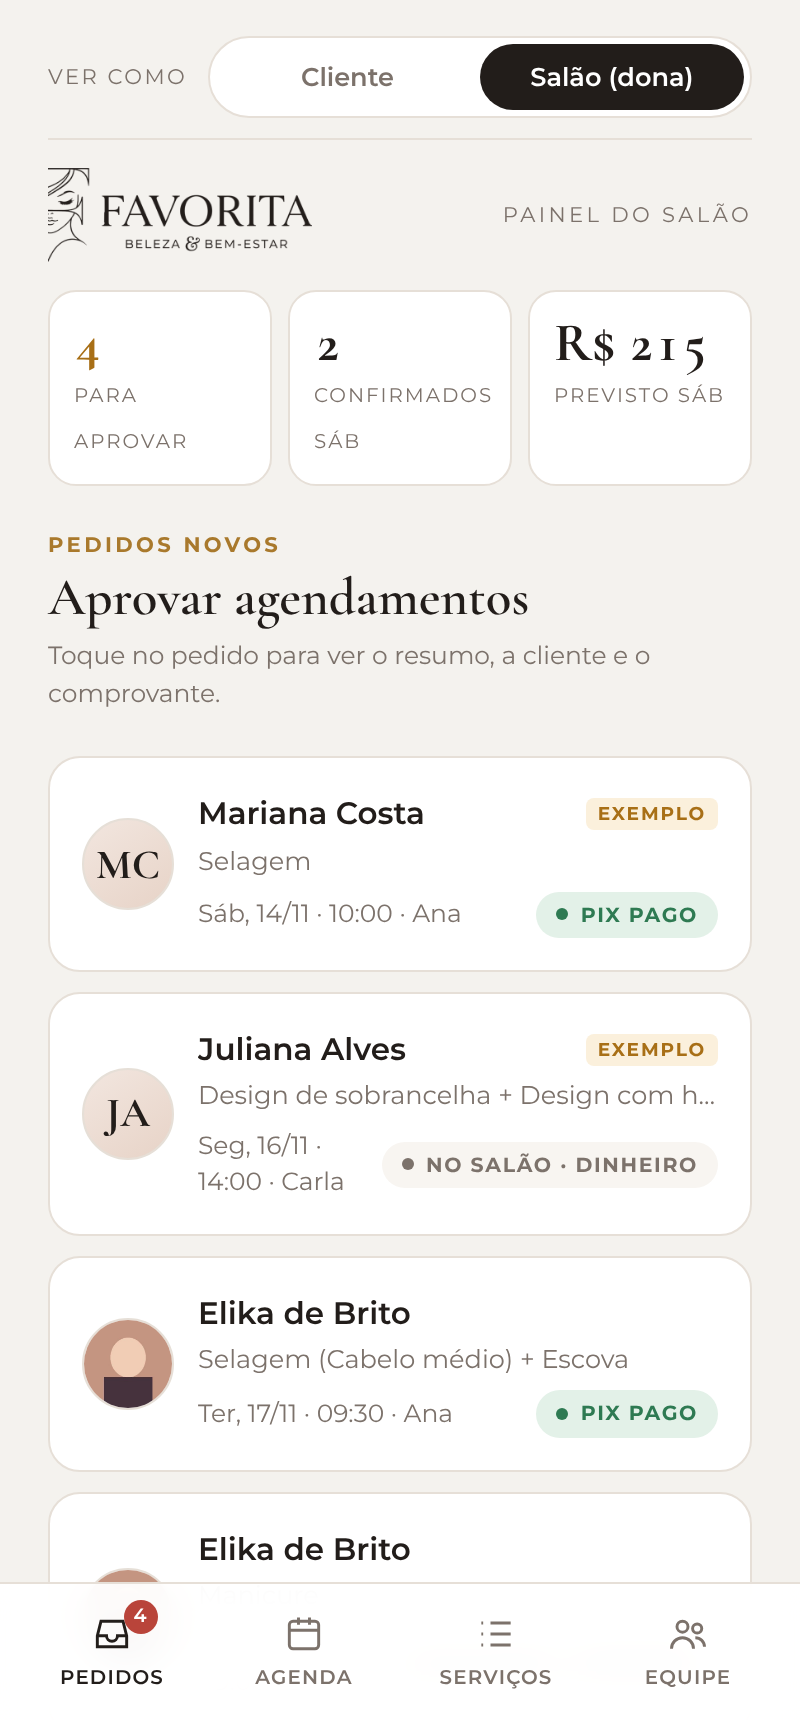 VER COMO
Cliente
Salão (dona)
FAVORITA
BELEZA & BEM-ESTAR
PAINEL DO SALÃO
4
PARA
APROVAR
2
CONFIRMADOS
SÁB
R$ 215
PREVISTO SÁB
PEDIDOS NOVOS
Aprovar agendamentos
Toque no pedido para ver o resumo, a cliente e o
comprovante.
MC
Mariana Costa
EXEMPLO
Selagem
Sáb, 14/11 · 10:00 · Ana
PIX PAGO
JA
Juliana Alves
EXEMPLO
Design de sobrancelha + Design com h...
Seg, 16/11 ·
14:00 · Carla
NO SALÃO · DINHEIRO
Elika de Brito
Selagem (Cabelo médio) + Escova
Ter, 17/11 · 09:30 · Ana
PIX PAGO
Elika de Brito
4
PEDIDOS
AGENDA
SERVIÇOS
EQUIPE